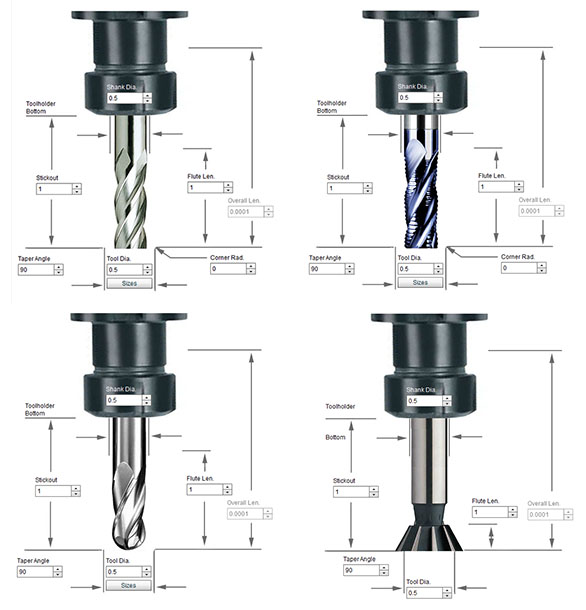 Shank Dia.
0.5
Toolholder
Bottom
Stickout
1
Flute Len.
1
Overall Len.
0.0001
Taper Angle
90
Tool Dia.
0.5
Sizes
Corner Rad.
0
Shank Dia.
0.5
Toolholder
Bottom
Stickout
1
Flute Len.
1
Overall Len.
0.0001
Taper Angle
90
Tool Dia.
0.5
Sizes
Corner Rad.
0
Shank Dia.
0.5
Toolholder
Bottom
Stickout
1
Flute Len.
1
Overall Len.
0.0001
Taper Angle
90
Tool Dia.
0.5
Sizes
Shank Dia.
0.5
Toolholder
Bottom
Stickout
1
Flute Len.
1
Overall Len.
0.0001
Taper Angle
90
Tool Dia.
0.5